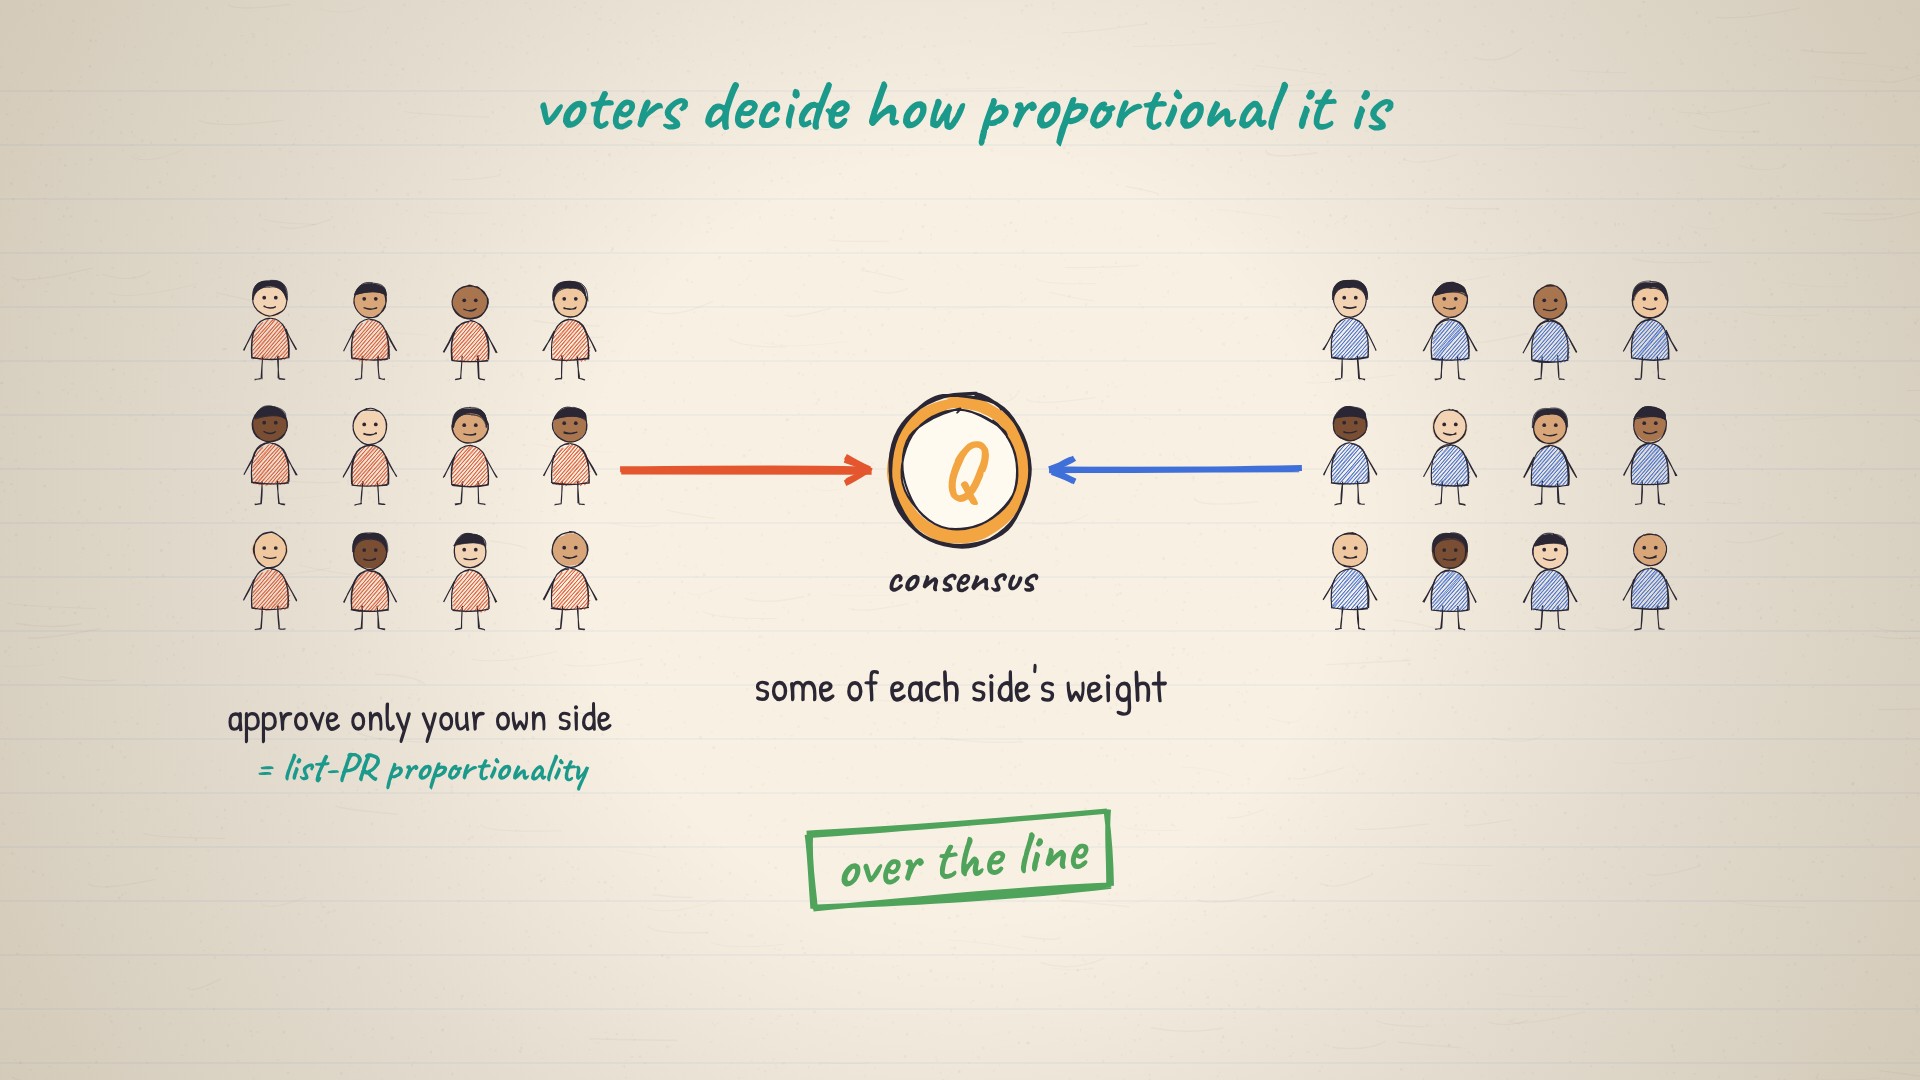 voters decide how proportional it is
Q
consensus
some of each side's weight
approve only your own side
= list-PR proportionality
over the line